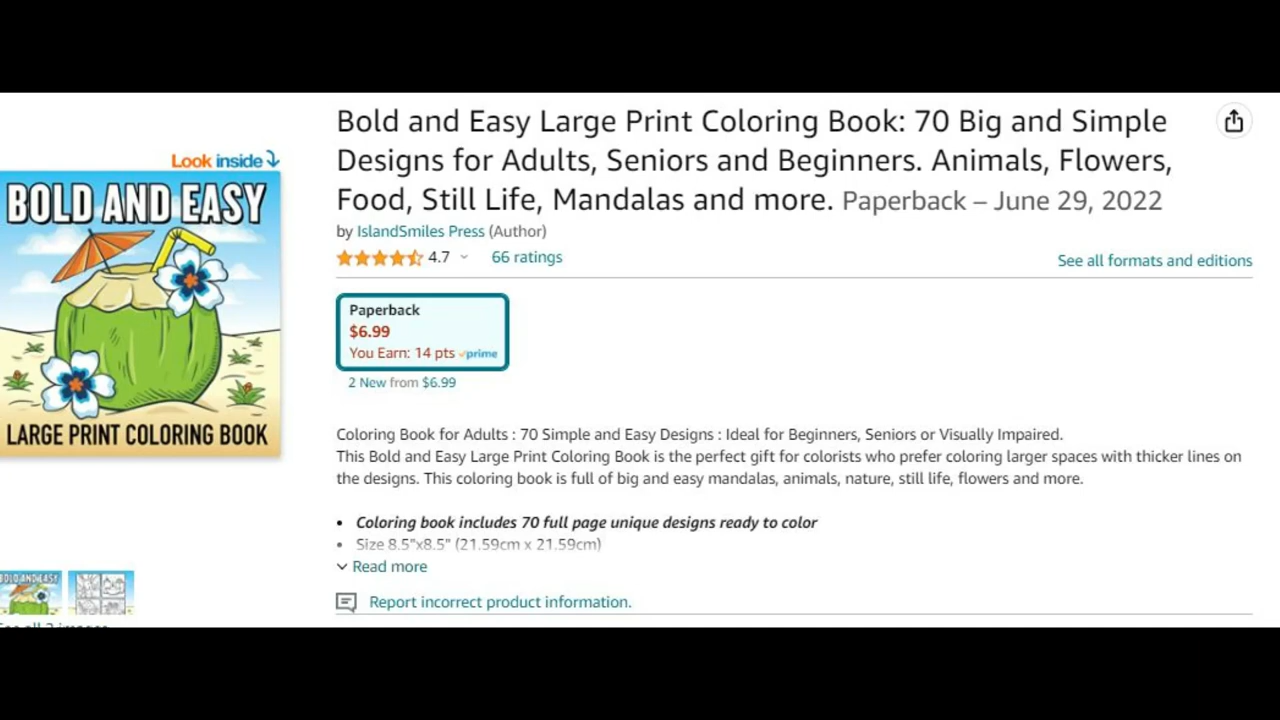 Bold and Easy Large Print Coloring Book: 70 Big and Simple
Designs for Adults, Seniors and Beginners. Animals, Flowers,
Food, Still Life, Mandalas and more. Paperback – June 29, 2022
by IslandSmiles Press (Author)
4.7 66 ratings
See all formats and editions
Look inside
BOLD AND EASY
LARGE PRINT COLORING BOOK
Paperback
$6.99
You Earn: 14 pts prime
2 New from $6.99
Coloring Book for Adults : 70 Simple and Easy Designs : Ideal for Beginners, Seniors or Visually Impaired.
This Bold and Easy Large Print Coloring Book is the perfect gift for colorists who prefer coloring larger spaces with thicker lines on
the designs. This coloring book is full of big and easy mandalas, animals, nature, still life, flowers and more.
• Coloring book includes 70 full page unique designs ready to color
• Size 8.5"x8.5" (21.59cm x 21.59cm)
Read more
Report incorrect product information.
BOLD AND EASY